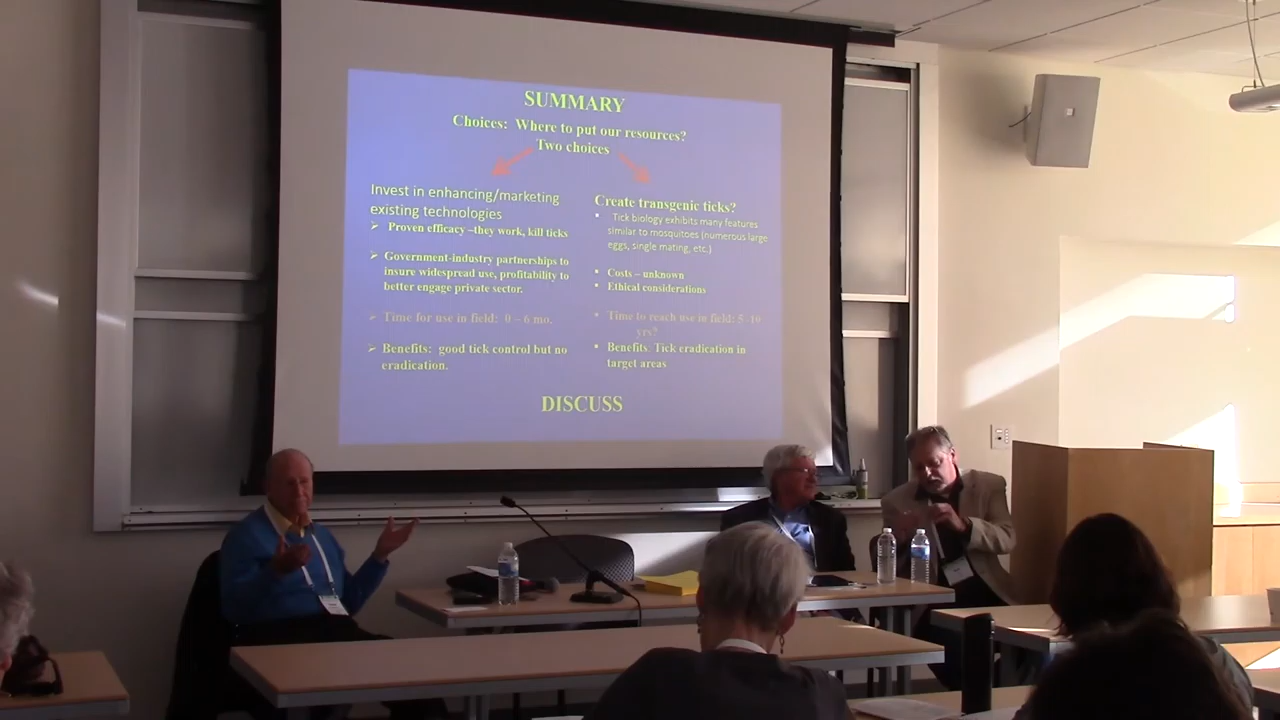 SUMMARY
Choices: Where to put our resources?
Two choices
Invest in enhancing/marketing
existing technologies
➢ Proven efficacy –they work, kill ticks
➢ Government-industry partnerships to
insure widespread use, profitability to
better engage private sector.
➢ Time for use in field: 0 – 6 mo.
➢ Benefits: good tick control but no
eradication.
Create transgenic ticks?
▪ Tick biology exhibits many features
similar to mosquitoes (numerous large
eggs, single mating, etc.)
▪ Costs – unknown
▪ Ethical considerations
▪ Time to reach use in field: 5 -10
yrs?
▪ Benefits: Tick eradication in
target areas
DISCUSS